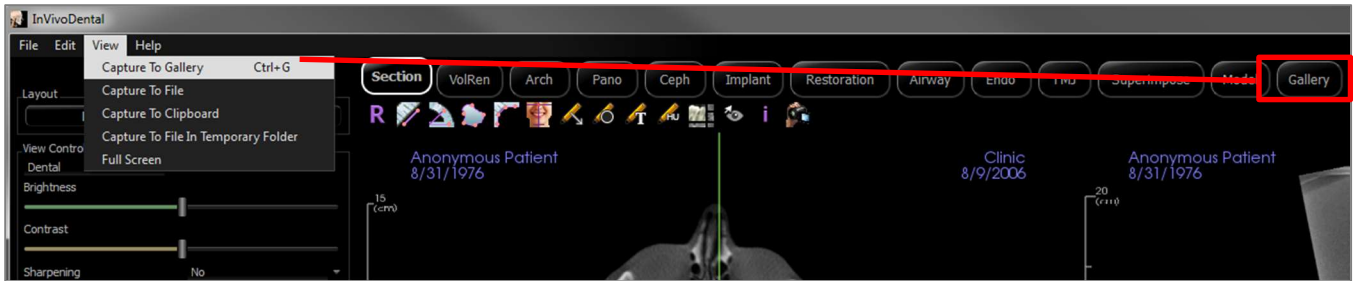 InVivoDental
File Edit View Help
Capture To Gallery Ctrl+G
Capture To File
Capture To Clipboard
Capture To File In Temporary Folder
Full Screen
Layout
View Contro
Dental
Brightness
Contrast
Sharpening No
Section VolRen Arch Pano Ceph Implant Restoration Airway Endo TMJ SuperImpose Model Gallery
R T HU i
Anonymous Patient
8/31/1976
Clinic
8/9/2006
Anonymous Patient
8/31/1976
15
(cm)
20
(cm)